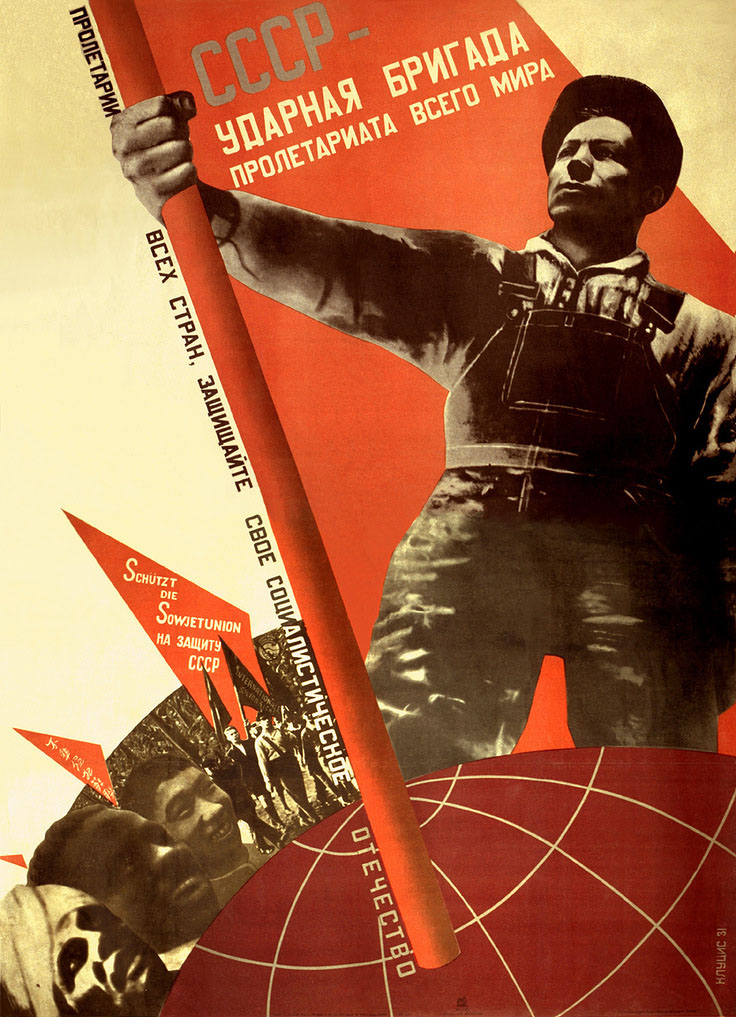 СССР-
УДАРНАЯ БРИГАДА
ПРОЛЕТАРИАТА ВСЕГО МИРА
ПРОЛЕТАРИИ ВСЕХ СТРАН, ЗАЩИЩАЙТЕ СВОЕ СОЦИАЛИСТИЧЕСКОЕ ОТЕЧЕСТВО
SCHÜTZT
DIE
SOWJETUNION
НА ЗАЩИТУ
СССР
КЛУЦИС 31